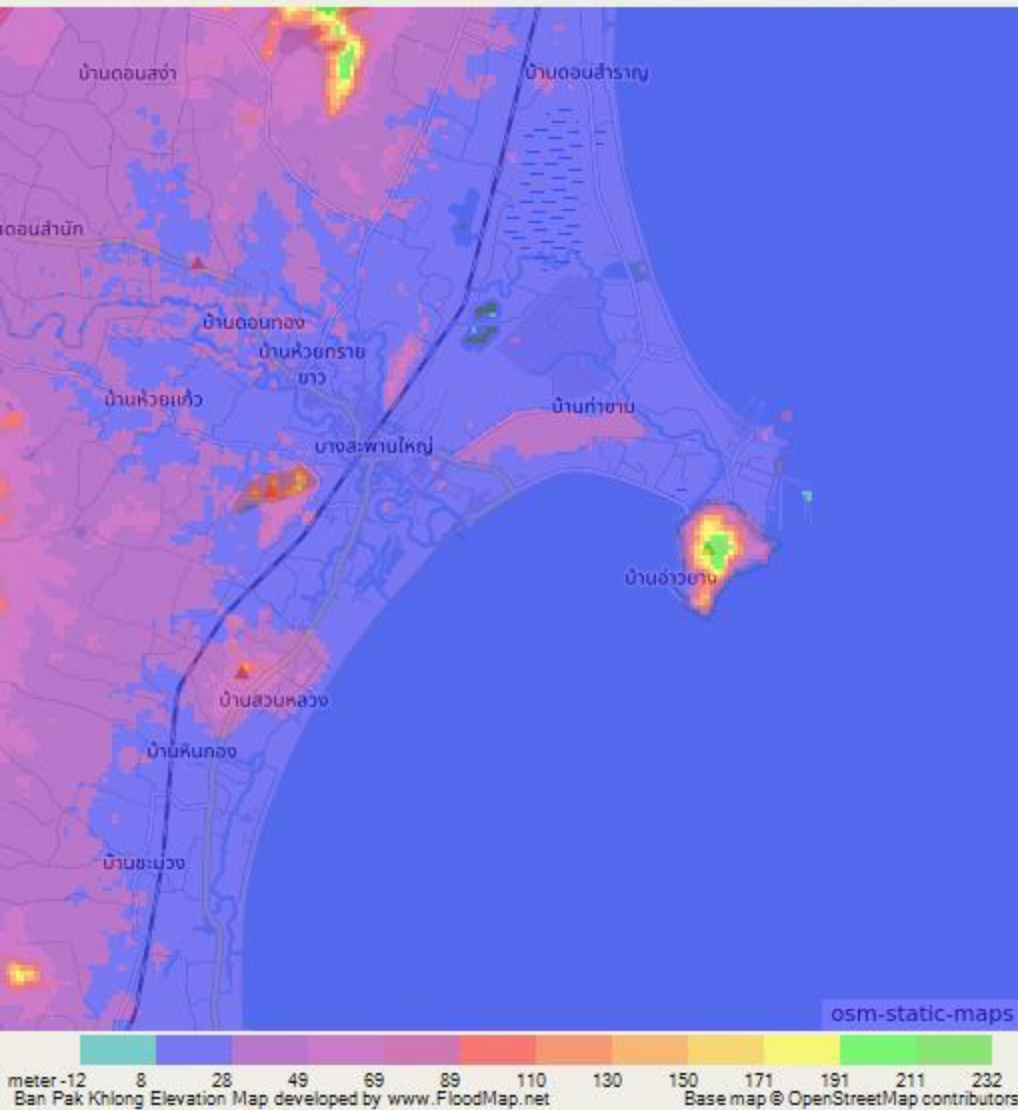 บ้านดอนสง่า
บ้านดอนสำราญ
นดอนสำนัก
บ้านดอนทอง
บ้านห้วยทราย
ขาว
บ้านห้วยแก้ว
บ้านท่าขาม
บางสะพานใหญ่
บ้านอ่าวยาง
บ้านสวนหลวง
บ้านหินกอง
บ้านชะม่วง
osm-static-maps
meter -12 8 28 49 69 89 110 130 150 171 191 211 232
Ban Pak Khlong Elevation Map developed by www.FloodMap.net
Base map © OpenStreetMap contributors